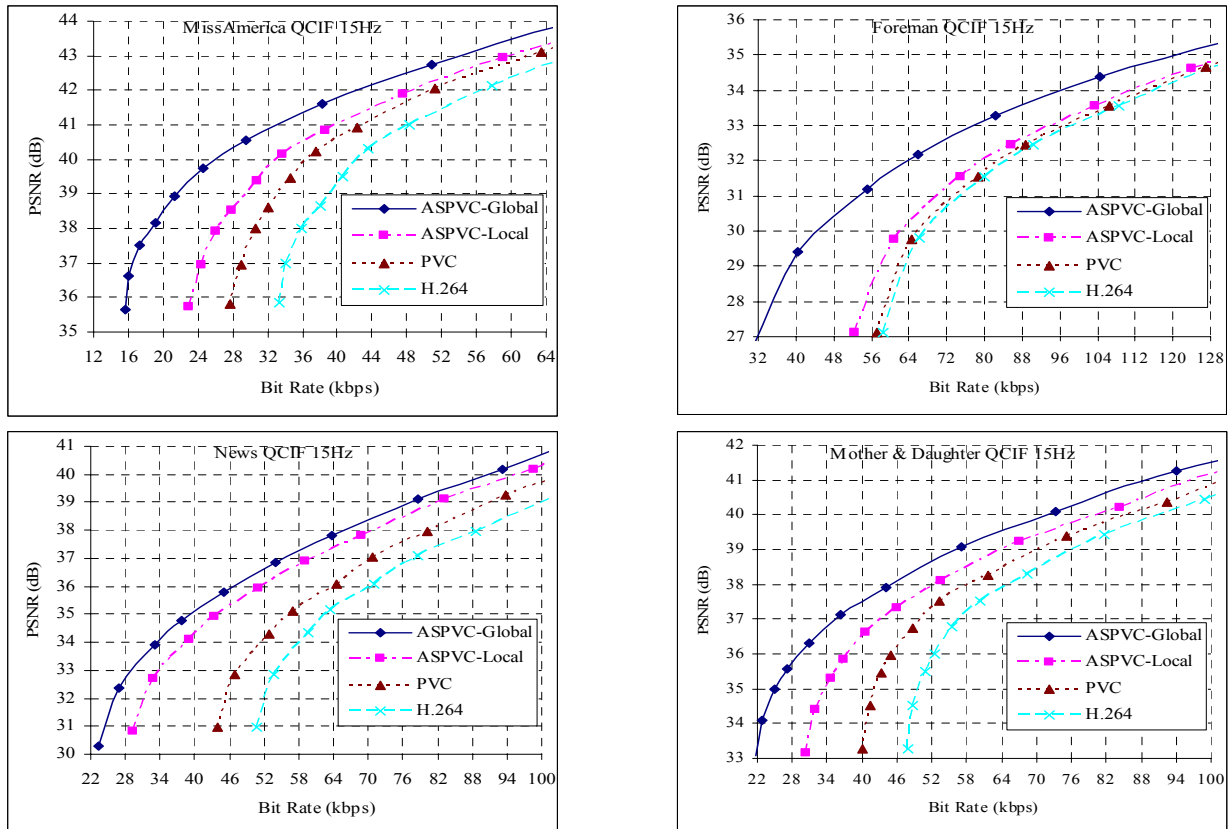 MissAmerica QCIF 15Hz
44
43
42
41
40
39
38
37
36
35
PSNR (dB)
ASPVC-Global
ASPVC-Local
PVC
H.264
12 16 20 24 28 32 36 40 44 48 52 56 60 64
Bit Rate (kbps)
Foreman QCIF 15Hz
36
35
34
33
32
31
30
29
28
27
PSNR (dB)
ASPVC-Global
ASPVC-Local
PVC
H.264
32 40 48 56 64 72 80 88 96 104 112 120 128
Bit Rate (kbps)
News QCIF 15Hz
41
40
39
38
37
36
35
34
33
32
31
30
PSNR (dB)
ASPVC-Global
ASPVC-Local
PVC
H.264
22 28 34 40 46 52 58 64 70 76 82 88 94 100
Bit Rate (kbps)
Mother & Daughter QCIF 15Hz
42
41
40
39
38
37
36
35
34
33
PSNR (dB)
ASPVC-Global
ASPVC-Local
PVC
H.264
22 28 34 40 46 52 58 64 70 76 82 88 94 100
Bit Rate (kbps)